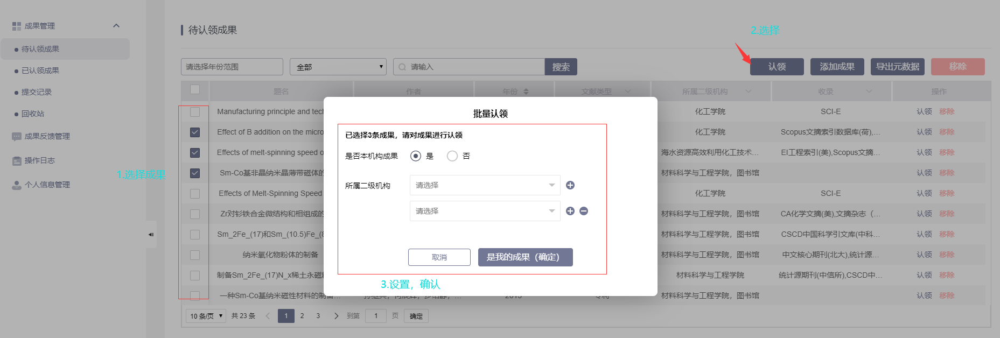 成果管理
待认领成果
已认领成果
提交记录
回收站
成果反馈管理
操作日志
个人信息管理
待认领成果
2.选择
请选择年份范围 全部 请输入 搜索 认领 添加成果 导出元数据 移除
题名 作者 年份 文献类型 所属二级机构 收录 操作
Manufacturing principle and tech 化工学院 SCI-E 认领 移除
Effect of B addition on the micro 化工学院 Scopus文摘索引数据库(荷),... 认领 移除
Effects of melt-spinning speed o 海水资源高效利用化工技术... EI工程索引(美),Scopus文摘... 认领 移除
Sm-Co基非晶纳米晶薄带磁体的 材料科学与工程学院，图书馆 认领 移除
Effects of Melt-Spinning Speed 化工学院 SCI-E 认领 移除
Zr对钐铁合金微结构和相组成的 材料科学与工程学院，图书馆 CA化学文摘(美),文摘杂志（... 认领 移除
Sm_2Fe_(17)和Sm_(10.5)Fe_(8 材料科学与工程学院，图书馆 CSCD中国科学引文库(中科... 认领 移除
纳米氧化物粉体的制备 材料科学与工程学院，图书馆 中文核心期刊(北大),统计源... 认领 移除
制备Sm_2Fe_(17)N_x稀土永磁 材料科学与工程学院 统计源期刊(中信所),CSCD中... 认领 移除
一种Sm-Co基纳米磁性材料的制备... 材料科学与工程学院，图书馆 认领 移除
1.选择成果
批量认领
已选择3条成果，请对成果进行认领
是否本机构成果 是 否
所属二级机构 请选择
请选择
取消 是我的成果（确定）
3.设置，确认
10 条/页 共 23 条 1 2 3 到第 1 页 确定